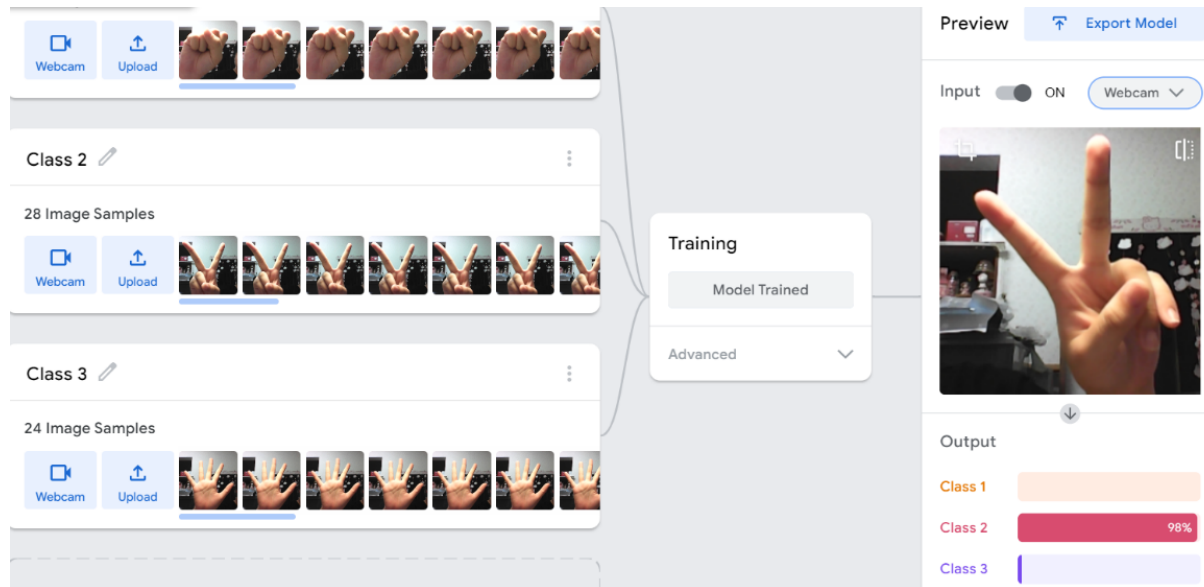 Webcam
Upload
Class 2
28 Image Samples
Webcam
Upload
Class 3
24 Image Samples
Webcam
Upload
Training
Model Trained
Advanced
Preview
Export Model
Input
ON
Webcam
Output
Class 1
Class 2
98%
Class 3